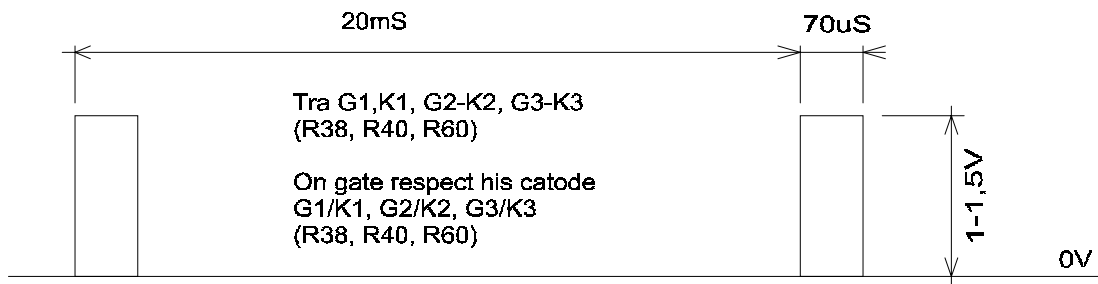 20mS
70uS
Tra G1,K1, G2-K2, G3-K3
(R38, R40, R60)
On gate respect his catode
G1/K1, G2/K2, G3/K3
(R38, R40, R60)
1-1,5V
0V